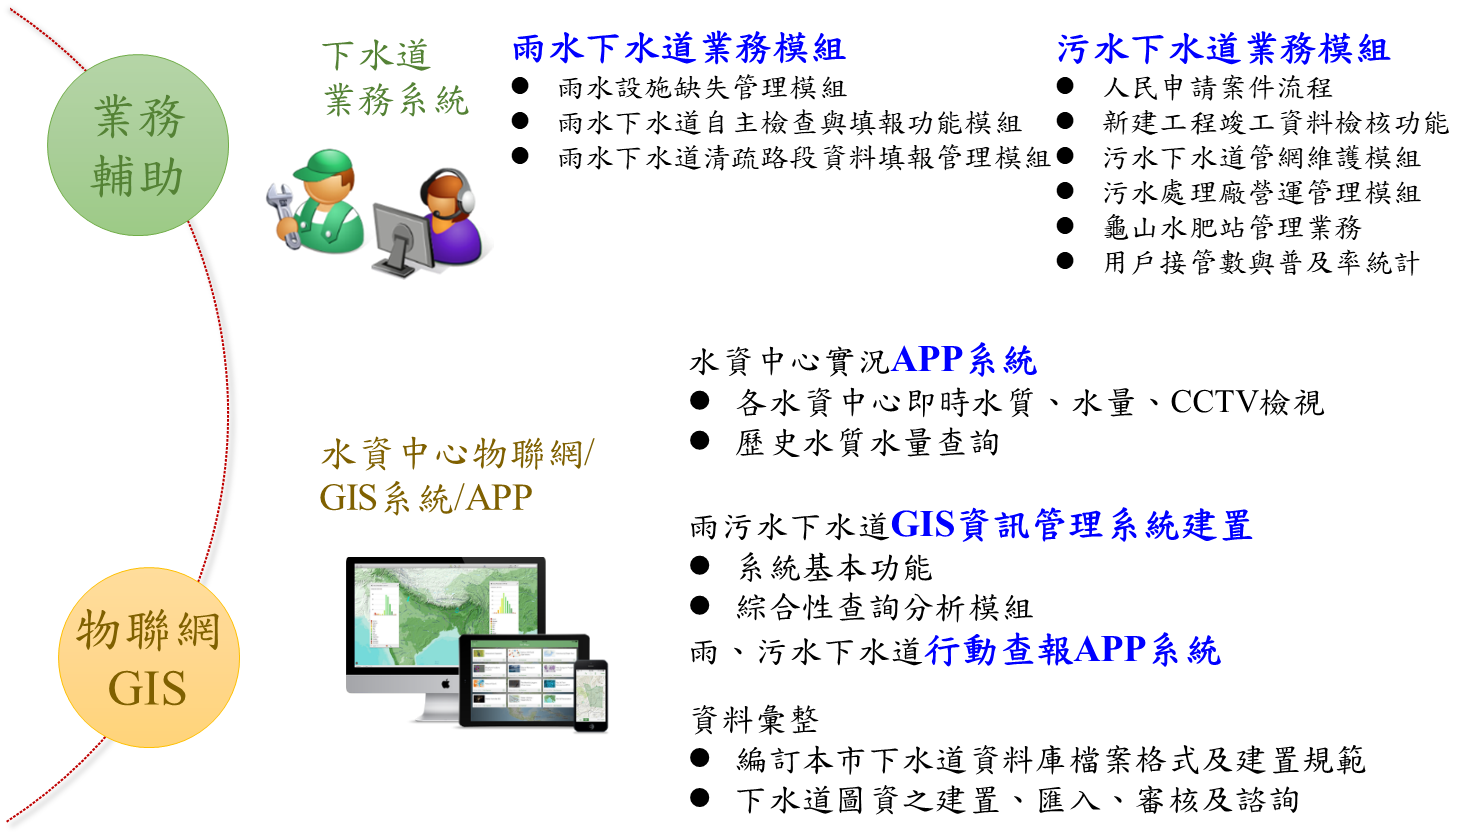 業務
輔助
下水道
業務系統
雨水下水道業務模組
● 雨水設施缺失管理模組
● 雨水下水道自主檢查與填報功能模組
● 雨水下水道清疏路段資料填報管理模組
污水下水道業務模組
● 人民申請案件流程
● 新建工程竣工資料檢核功能
● 污水下水道管網維護模組
● 污水處理廠營運管理模組
● 龜山水肥站管理業務
● 用戶接管數與普及率統計
物聯網
GIS
水資中心物聯網/
GIS系統/APP
水資中心實況APP系統
● 各水資中心即時水質、水量、CCTV檢視
● 歷史水質水量查詢
雨污水下水道GIS資訊管理系統建置
● 系統基本功能
● 綜合性查詢分析模組
雨、污水下水道行動查報APP系統
資料彙整
● 編訂本市下水道資料庫檔案格式及建置規範
● 下水道圖資之建置、匯入、審核及諮詢